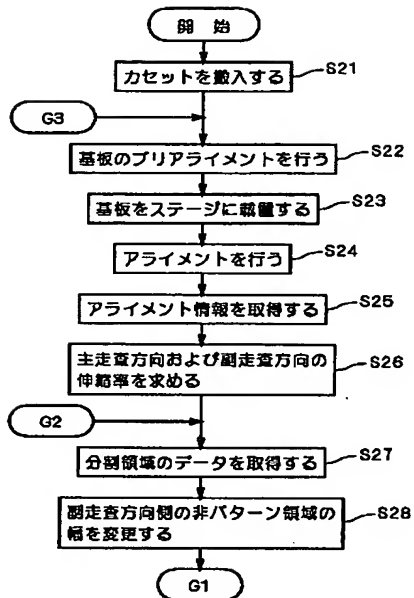 開 始
カセットを搬入する
S21
G3
基板のプリアライメントを行う
S22
基板をステージに載置する
S23
アライメントを行う
S24
アライメント情報を取得する
S25
主走査方向および副走査方向の
伸縮率を求める
S26
G2
分割領域のデータを取得する
S27
副走査方向側の非パターン領域の
幅を変更する
S28
G1